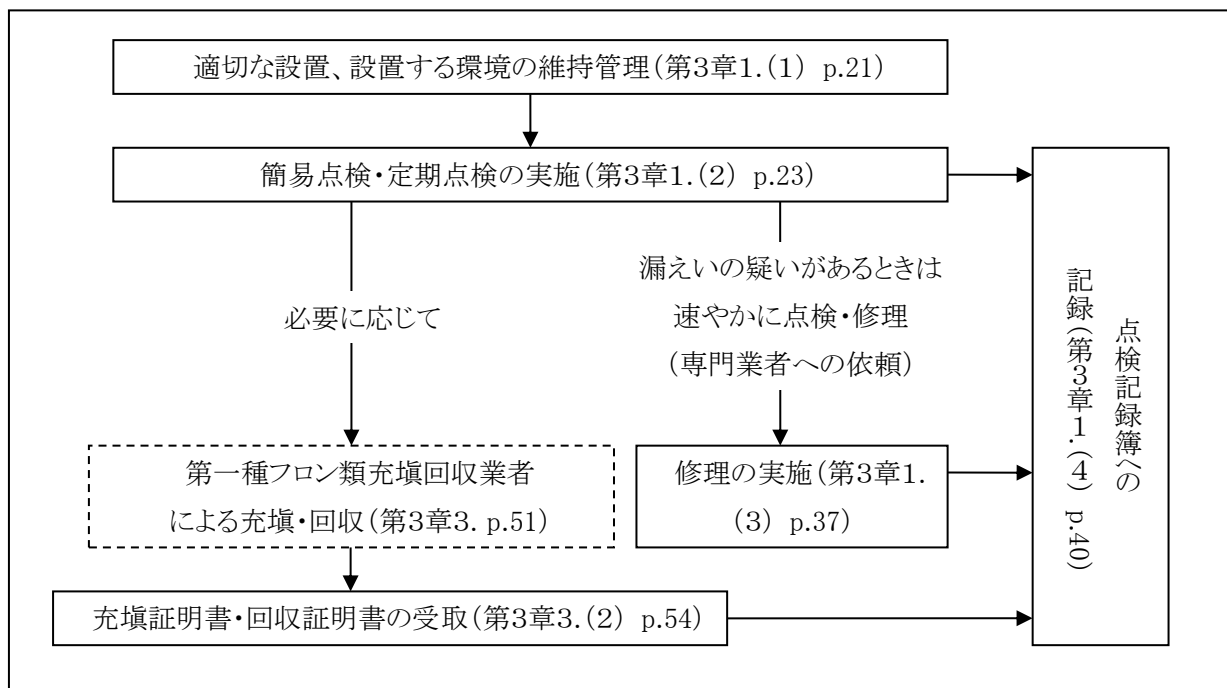 適切な設置、設置する環境の維持管理(第3章1.(1) p.21)
簡易点検・定期点検の実施(第3章1.(2) p.23)
必要に応じて
漏えいの疑いがあるときは
速やかに点検・修理
(専門業者への依頼)
第一種フロン類充塡回収業者
による充塡・回収(第3章3. p.51)
修理の実施(第3章1.
(3) p.37)
充塡証明書・回収証明書の受取(第3章3.(2) p.54)
点検記録簿への
記録(第3章1.(4) p.40)